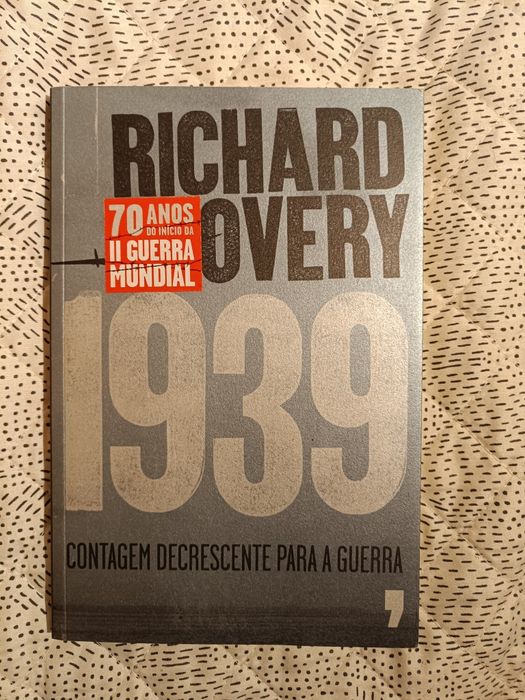 RICHARD
OVERY
70 ANOS
DO INÍCIO DA
II GUERRA
MUNDIAL
1939
CONTAGEM DECRESCENTE PARA A GUERRA